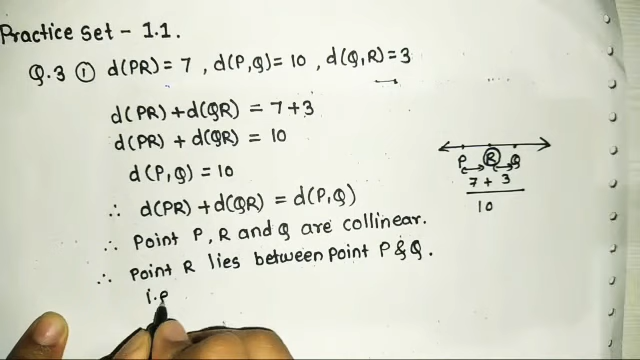 Practice Set - 1.1.
Q.3 ① d(PR) = 7 , d(P,Q) = 10 , d(Q,R) = 3
d(PR) + d(QR) = 7 + 3
d(PR) + d(QR) = 10
d(P,Q) = 10
∴ d(PR) + d(QR) = d(P,Q)
∴ Point P, R and Q are collinear.
∴ Point R lies between point P & Q.
i.e
P R Q
7 + 3
10